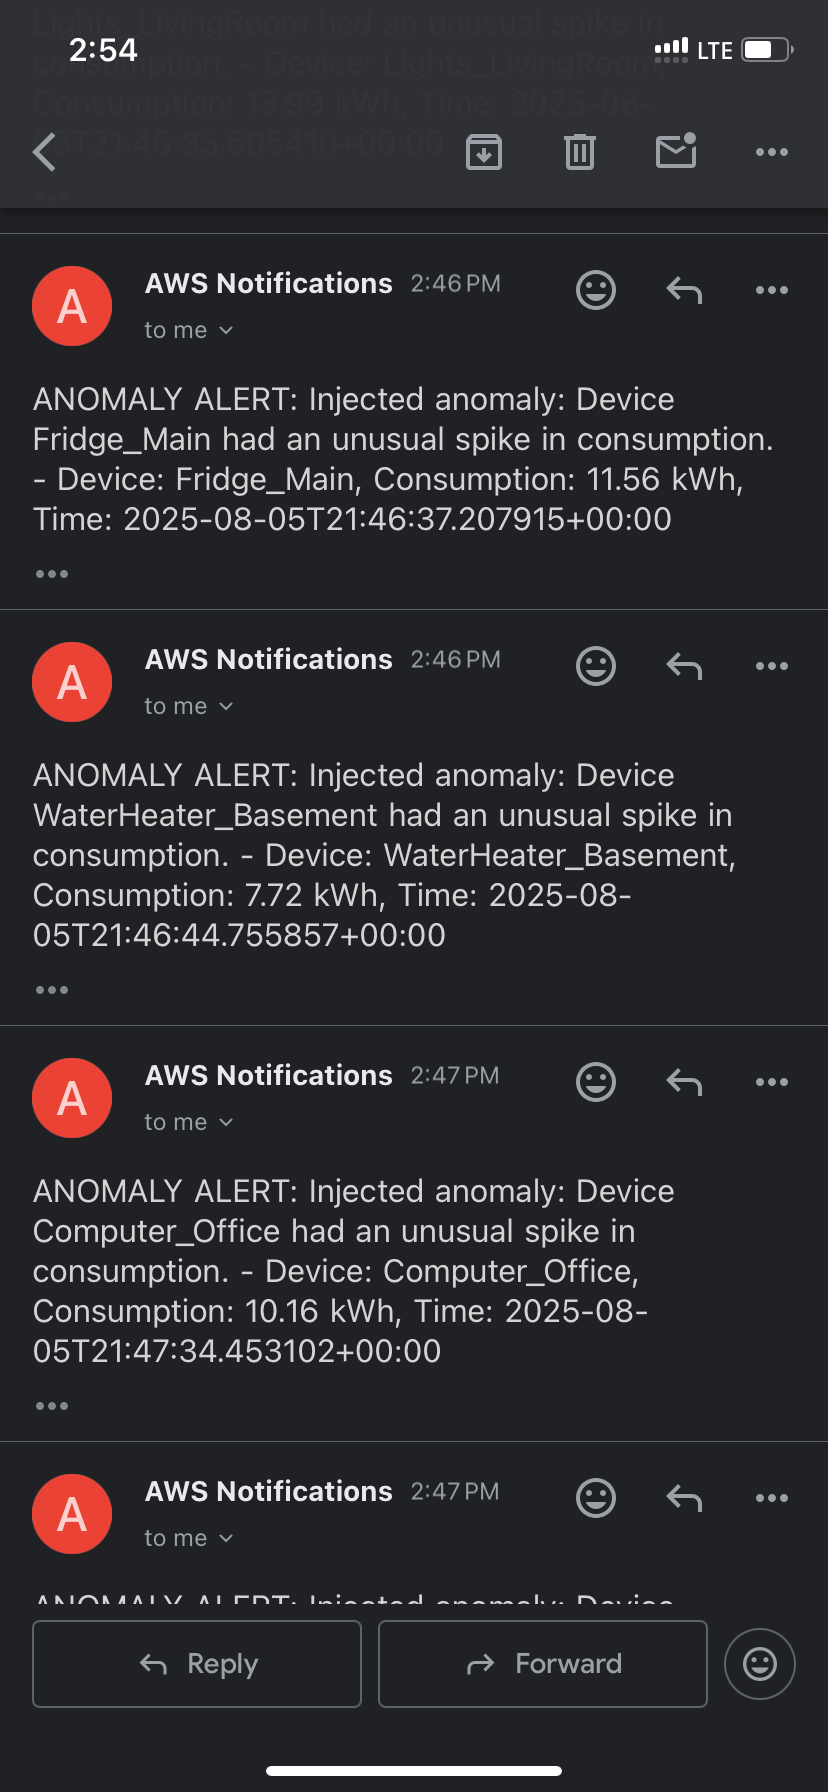 Lights_LivingRoom had an unusual spike in
2:54
LTE
consumption. - Device: Lights_LivingRoom,
Consumption: 13.99 kWh, Time: 2025-08-
05T21:46:33.605410+00:00
AWS Notifications 2:46 PM
A
to me
ANOMALY ALERT: Injected anomaly: Device
Fridge_Main had an unusual spike in consumption.
- Device: Fridge_Main, Consumption: 11.56 kWh,
Time: 2025-08-05T21:46:37.207915+00:00
AWS Notifications 2:46 PM
A
to me
ANOMALY ALERT: Injected anomaly: Device
WaterHeater_Basement had an unusual spike in
consumption. - Device: WaterHeater_Basement,
Consumption: 7.72 kWh, Time: 2025-08-
05T21:46:44.755857+00:00
AWS Notifications 2:47 PM
A
to me
ANOMALY ALERT: Injected anomaly: Device
Computer_Office had an unusual spike in
consumption. - Device: Computer_Office,
Consumption: 10.16 kWh, Time: 2025-08-
05T21:47:34.453102+00:00
AWS Notifications 2:47 PM
A
to me
ANOMALY ALERT: Injected anomaly: Device
Reply
Forward